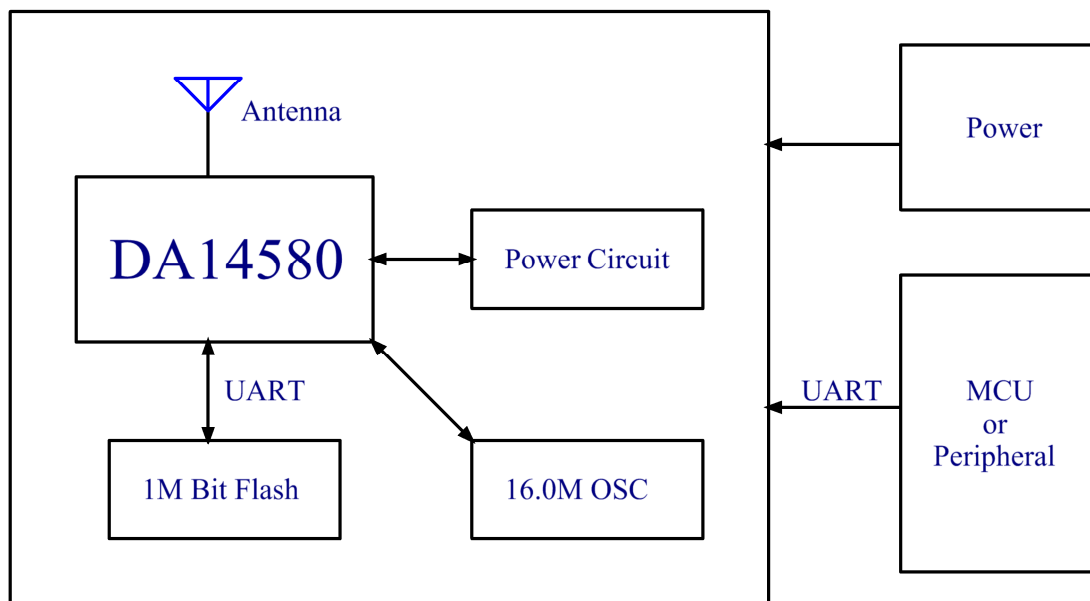 Antenna
Power
DA14580
Power Circuit
UART
UART
MCU
or
Peripheral
1M Bit Flash
16.0M OSC